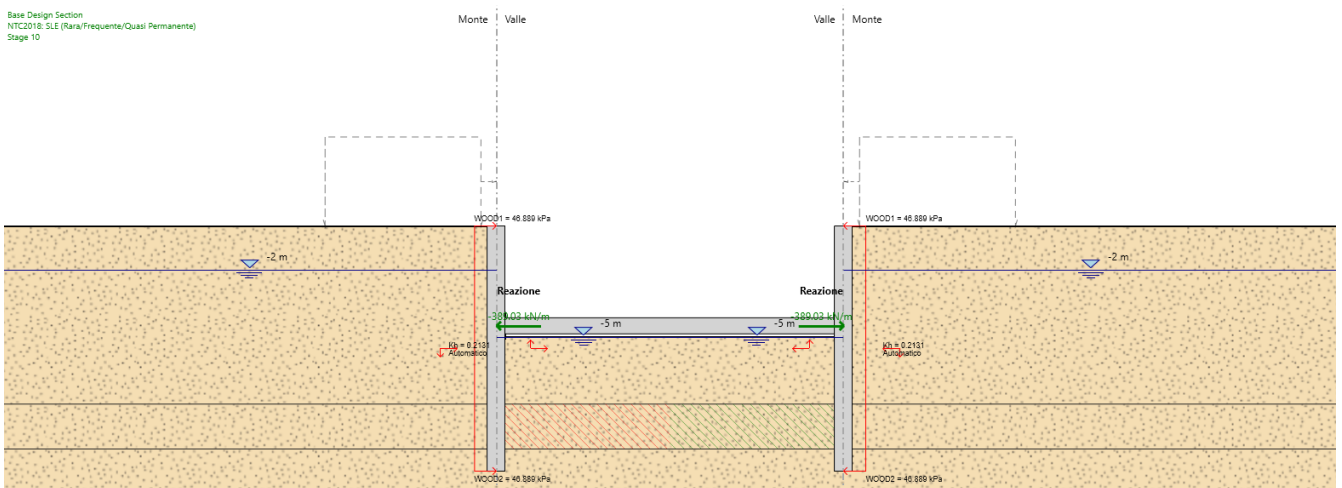 Base Design Section
NTC2018: SLE (Rara/Frequente/Quasi Permanente)
Stage 10
Monte Valle
Valle Monte
WOOD1 = 46.889 kPa
WOOD1 = 46.889 kPa
-2 m
-2 m
Reazione
Reazione
-389.03 kN/m
-389.03 kN/m
-5 m
-5 m
Kh = 0.2131
Automatico
Kh = 0.2131
Automatico
WOOD2 = 46.889 kPa
WOOD2 = 46.889 kPa